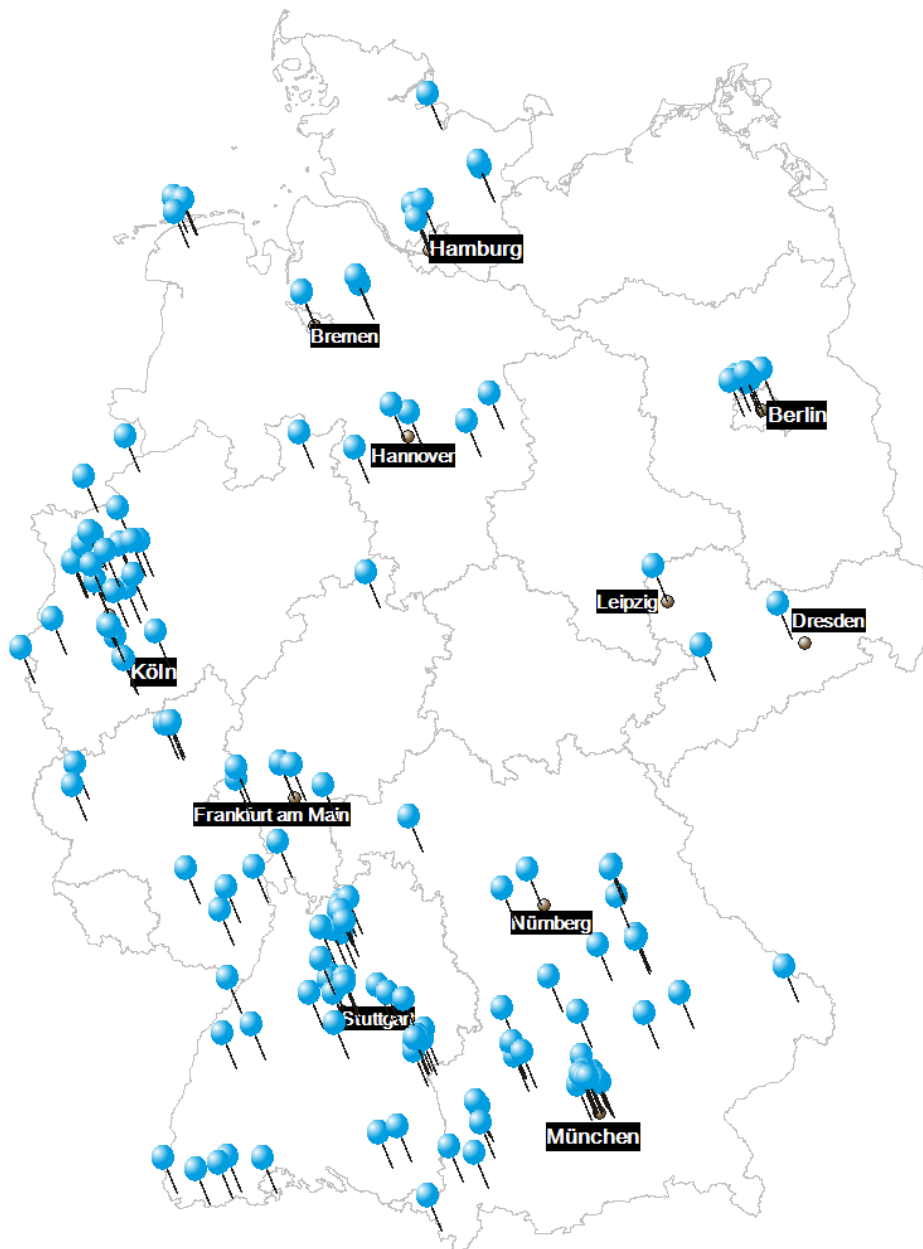 Hamburg
Bremen
Berlin
Hannover
Leipzig
Dresden
Köln
Frankfurt am Main
Nürnberg
Stuttgart
München